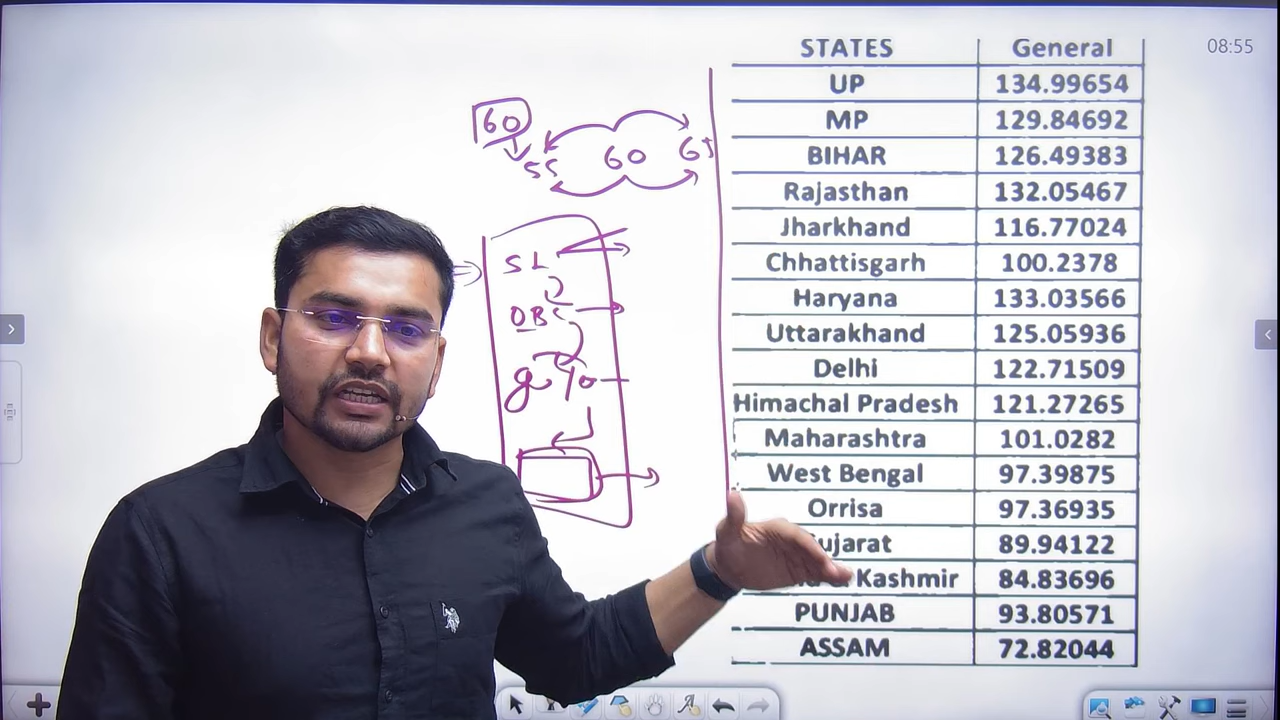 08:55
STATES General
UP 134.99654
MP 129.84692
BIHAR 126.49383
Rajasthan 132.05467
Jharkhand 116.77024
Chhattisgarh 100.2378
Haryana 133.03566
Uttarakhand 125.05936
Delhi 122.71509
Himachal Pradesh 121.27265
Maharashtra 101.0282
West Bengal 97.39875
Orrisa 97.36935
ujarat 89.94122
Kashmir 84.83696
PUNJAB 93.80571
ASSAM 72.82044
60
55 60 65
SL
OBC